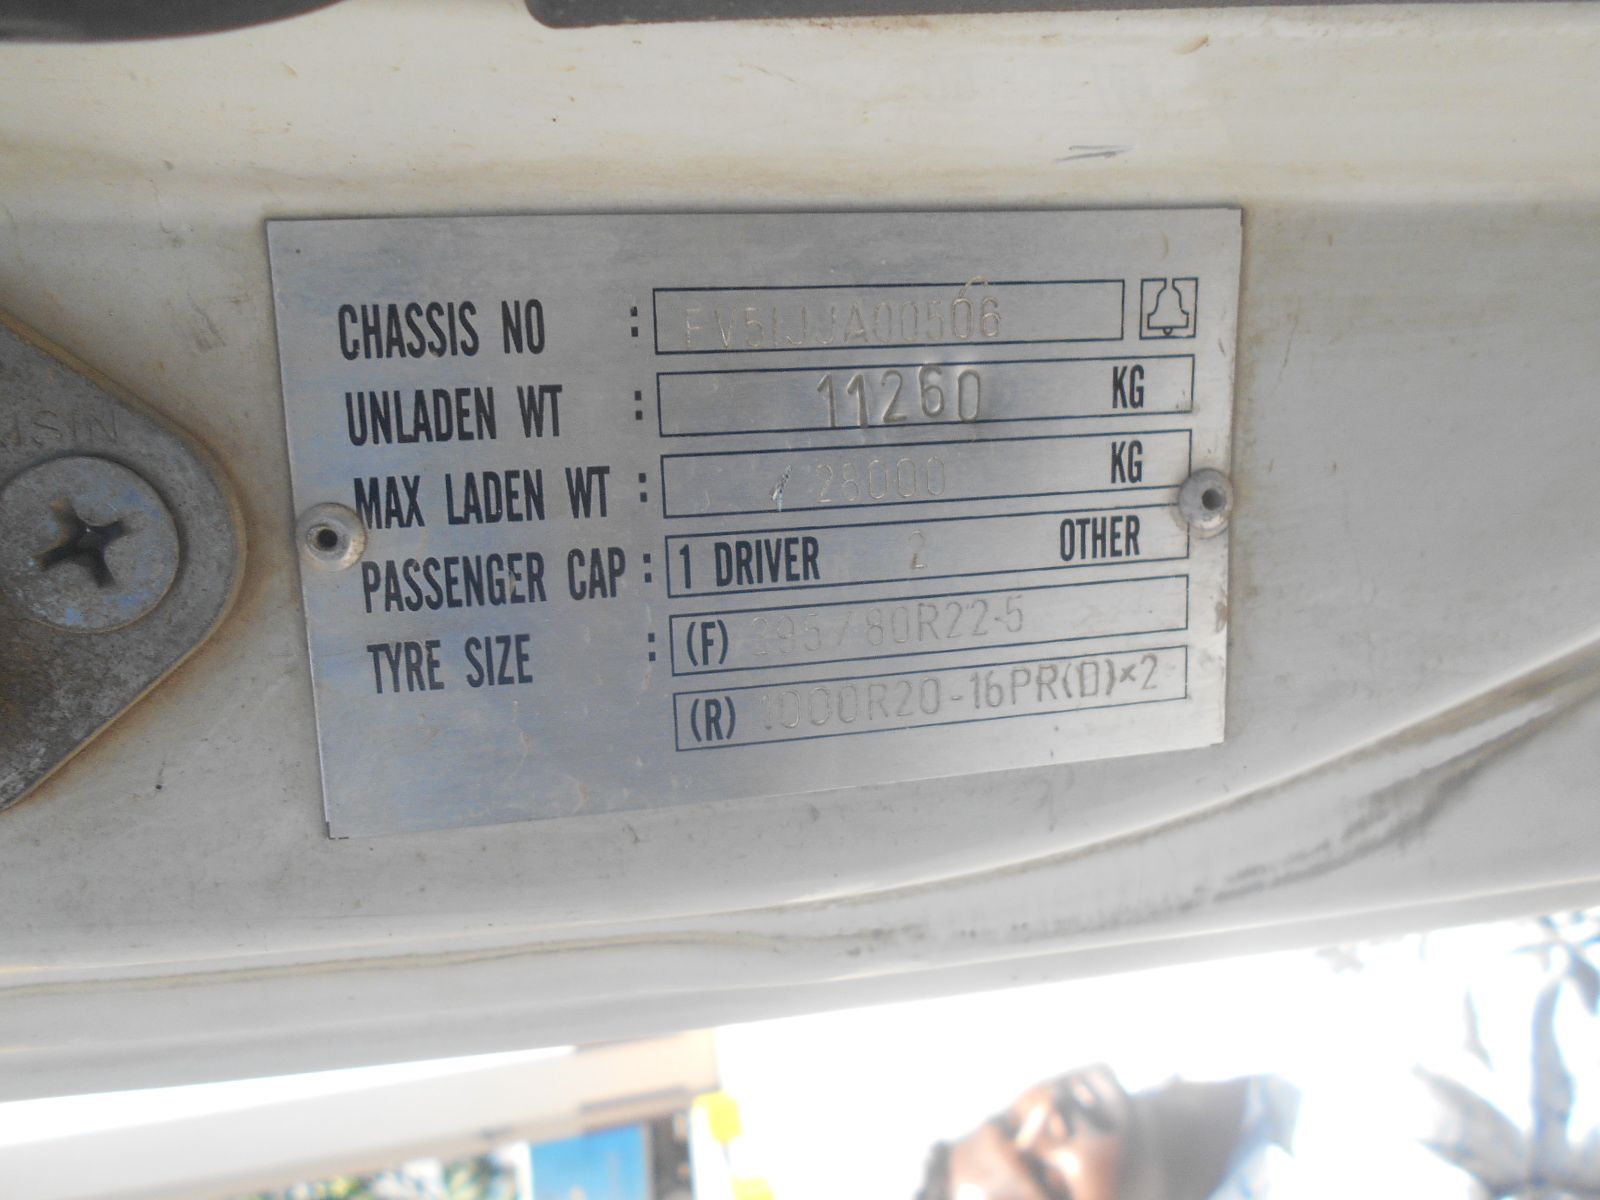 CHASSIS NO : FV51JJA00506
UNLADEN WT : 11260 KG
MAX LADEN WT : 28000 KG
PASSENGER CAP : 1 DRIVER 2 OTHER
TYRE SIZE : (F) 395/80R22.5
(R) 1000R20-16PR(D)×2